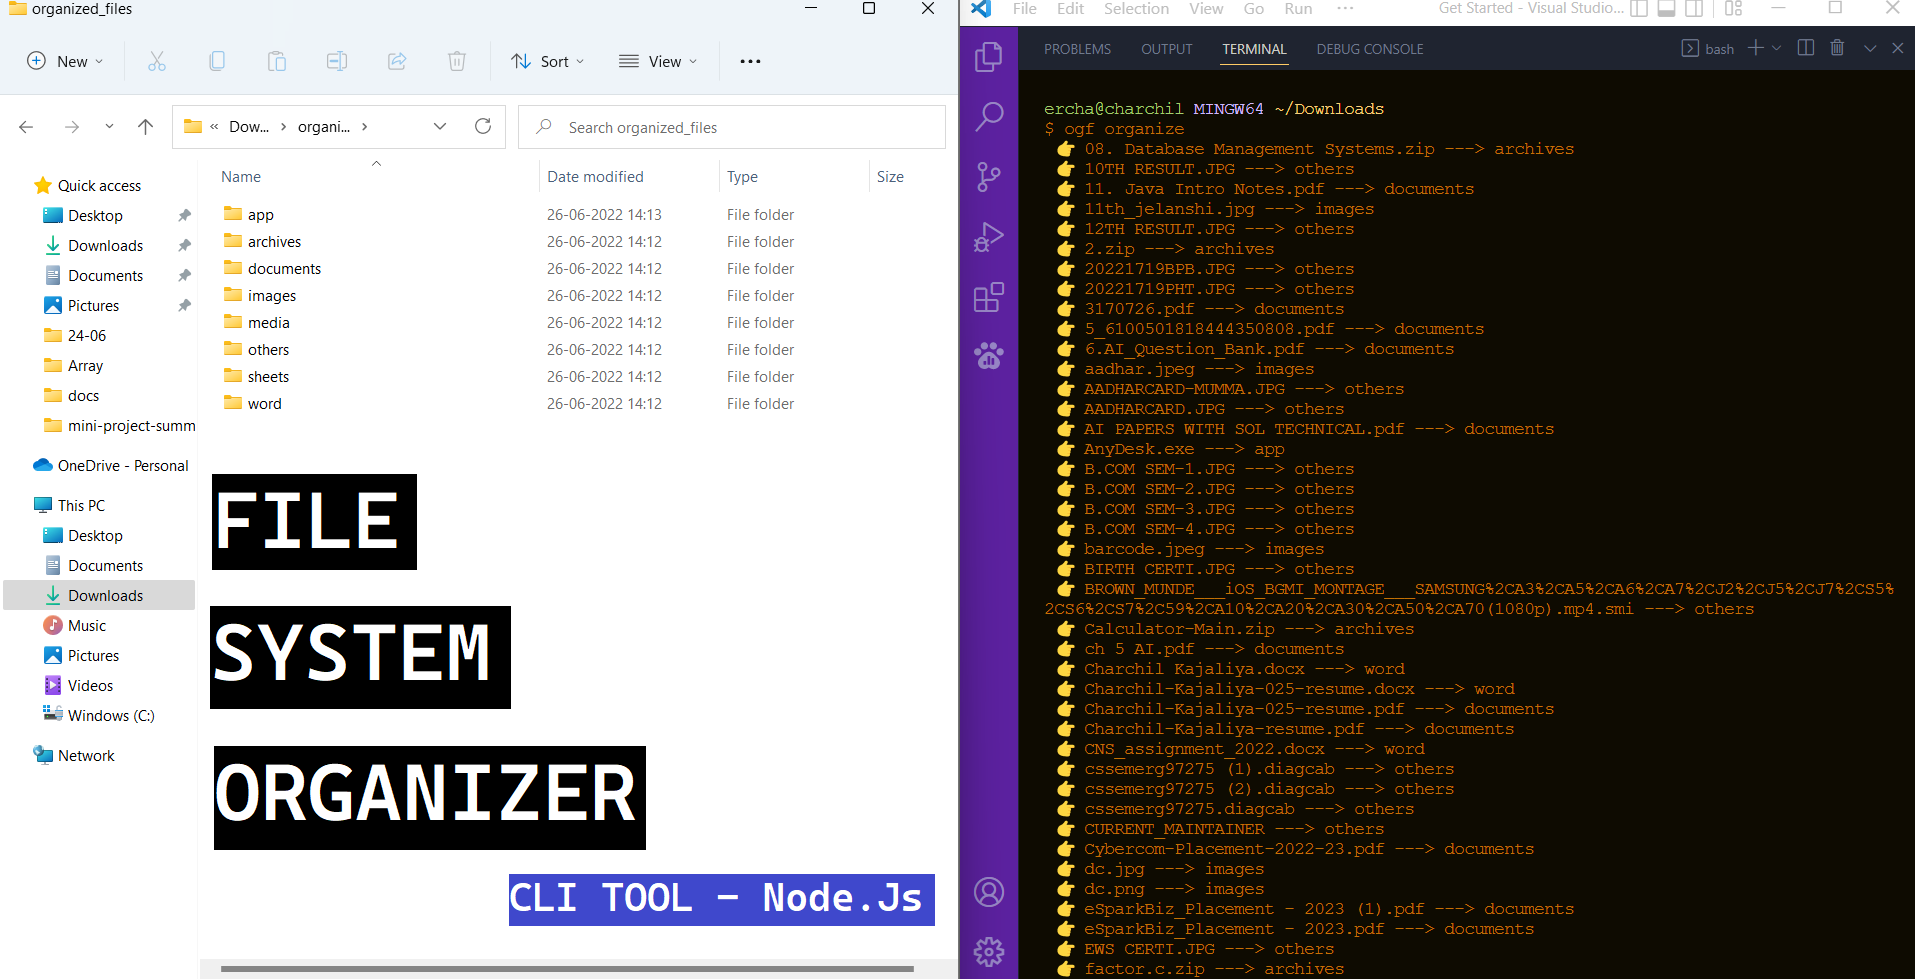 organized_files
New
Sort
View
Dow...
organi...
Search organized_files
Name
Date modified
Type
Size
Quick access
Desktop
Downloads
Documents
Pictures
24-06
Array
docs
mini-project-summ
OneDrive - Personal
This PC
Desktop
Documents
Downloads
Music
Pictures
Videos
Windows (C:)
Network
app 26-06-2022 14:13 File folder
archives 26-06-2022 14:12 File folder
documents 26-06-2022 14:12 File folder
images 26-06-2022 14:12 File folder
media 26-06-2022 14:12 File folder
others 26-06-2022 14:12 File folder
sheets 26-06-2022 14:12 File folder
word 26-06-2022 14:12 File folder
FILE
SYSTEM
ORGANIZER
CLI TOOL - Node.Js
File Edit Selection View Go Run ... Get Started - Visual Studio...
PROBLEMS OUTPUT TERMINAL DEBUG CONSOLE bash
ercha@charchil MINGW64 ~/Downloads
$ ogf organize
👉 08. Database Management Systems.zip ---> archives
👉 10TH RESULT.JPG ---> others
👉 11. Java Intro Notes.pdf ---> documents
👉 11th_jelanshi.jpg ---> images
👉 12TH RESULT.JPG ---> others
👉 2.zip ---> archives
👉 20221719BPB.JPG ---> others
👉 20221719PHT.JPG ---> others
👉 3170726.pdf ---> documents
👉 5_6100501818444350808.pdf ---> documents
👉 6.AI_Question_Bank.pdf ---> documents
👉 aadhar.jpeg ---> images
👉 AADHARCARD-MUMMA.JPG ---> others
👉 AADHARCARD.JPG ---> others
👉 AI PAPERS WITH SOL TECHNICAL.pdf ---> documents
👉 AnyDesk.exe ---> app
👉 B.COM SEM-1.JPG ---> others
👉 B.COM SEM-2.JPG ---> others
👉 B.COM SEM-3.JPG ---> others
👉 B.COM SEM-4.JPG ---> others
👉 barcode.jpeg ---> images
👉 BIRTH CERTI.JPG ---> others
👉 BROWN_MUNDE___iOS_BGMI_MONTAGE___SAMSUNG%2CA3%2CA5%2CA6%2CA7%2CJ2%2CJ5%2CJ7%2CS5%
2CS6%2CS7%2C59%2CA10%2CA20%2CA30%2CA50%2CA70(1080p).mp4.smi ---> others
👉 Calculator-Main.zip ---> archives
👉 ch 5 AI.pdf ---> documents
👉 Charchil Kajaliya.docx ---> word
👉 Charchil-Kajaliya-025-resume.docx ---> word
👉 Charchil-Kajaliya-025-resume.pdf ---> documents
👉 Charchil-Kajaliya-resume.pdf ---> documents
👉 CNS_assignment_2022.docx ---> word
👉 cssemerg97275 (1).diagcab ---> others
👉 cssemerg97275 (2).diagcab ---> others
👉 cssemerg97275.diagcab ---> others
👉 CURRENT_MAINTAINER ---> others
👉 Cybercom-Placement-2022-23.pdf ---> documents
👉 dc.jpg ---> images
👉 dc.png ---> images
👉 eSparkBiz_Placement - 2023 (1).pdf ---> documents
👉 eSparkBiz_Placement - 2023.pdf ---> documents
👉 EWS CERTI.JPG ---> others
👉 factor.c.zip ---> archives